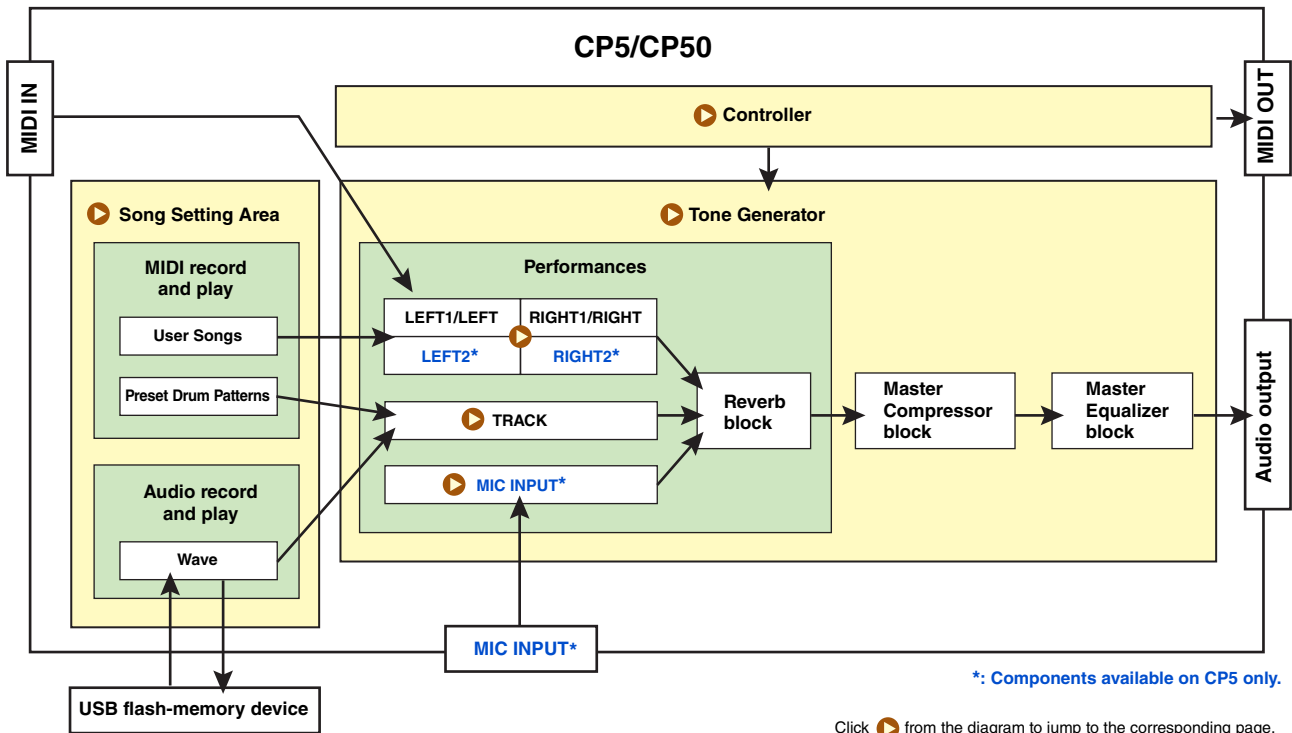 CP5/CP50
MIDI IN
Controller
MIDI OUT
Song Setting Area
Tone Generator
MIDI record
and play
User Songs
Preset Drum Patterns
Performances
LEFT1/LEFT
RIGHT1/RIGHT
LEFT2*
RIGHT2*
TRACK
MIC INPUT*
Reverb
block
Master
Compressor
block
Master
Equalizer
block
Audio output
Audio record
and play
Wave
MIC INPUT*
USB flash-memory device
*: Components available on CP5 only.
Click from the diagram to jump to the corresponding page.